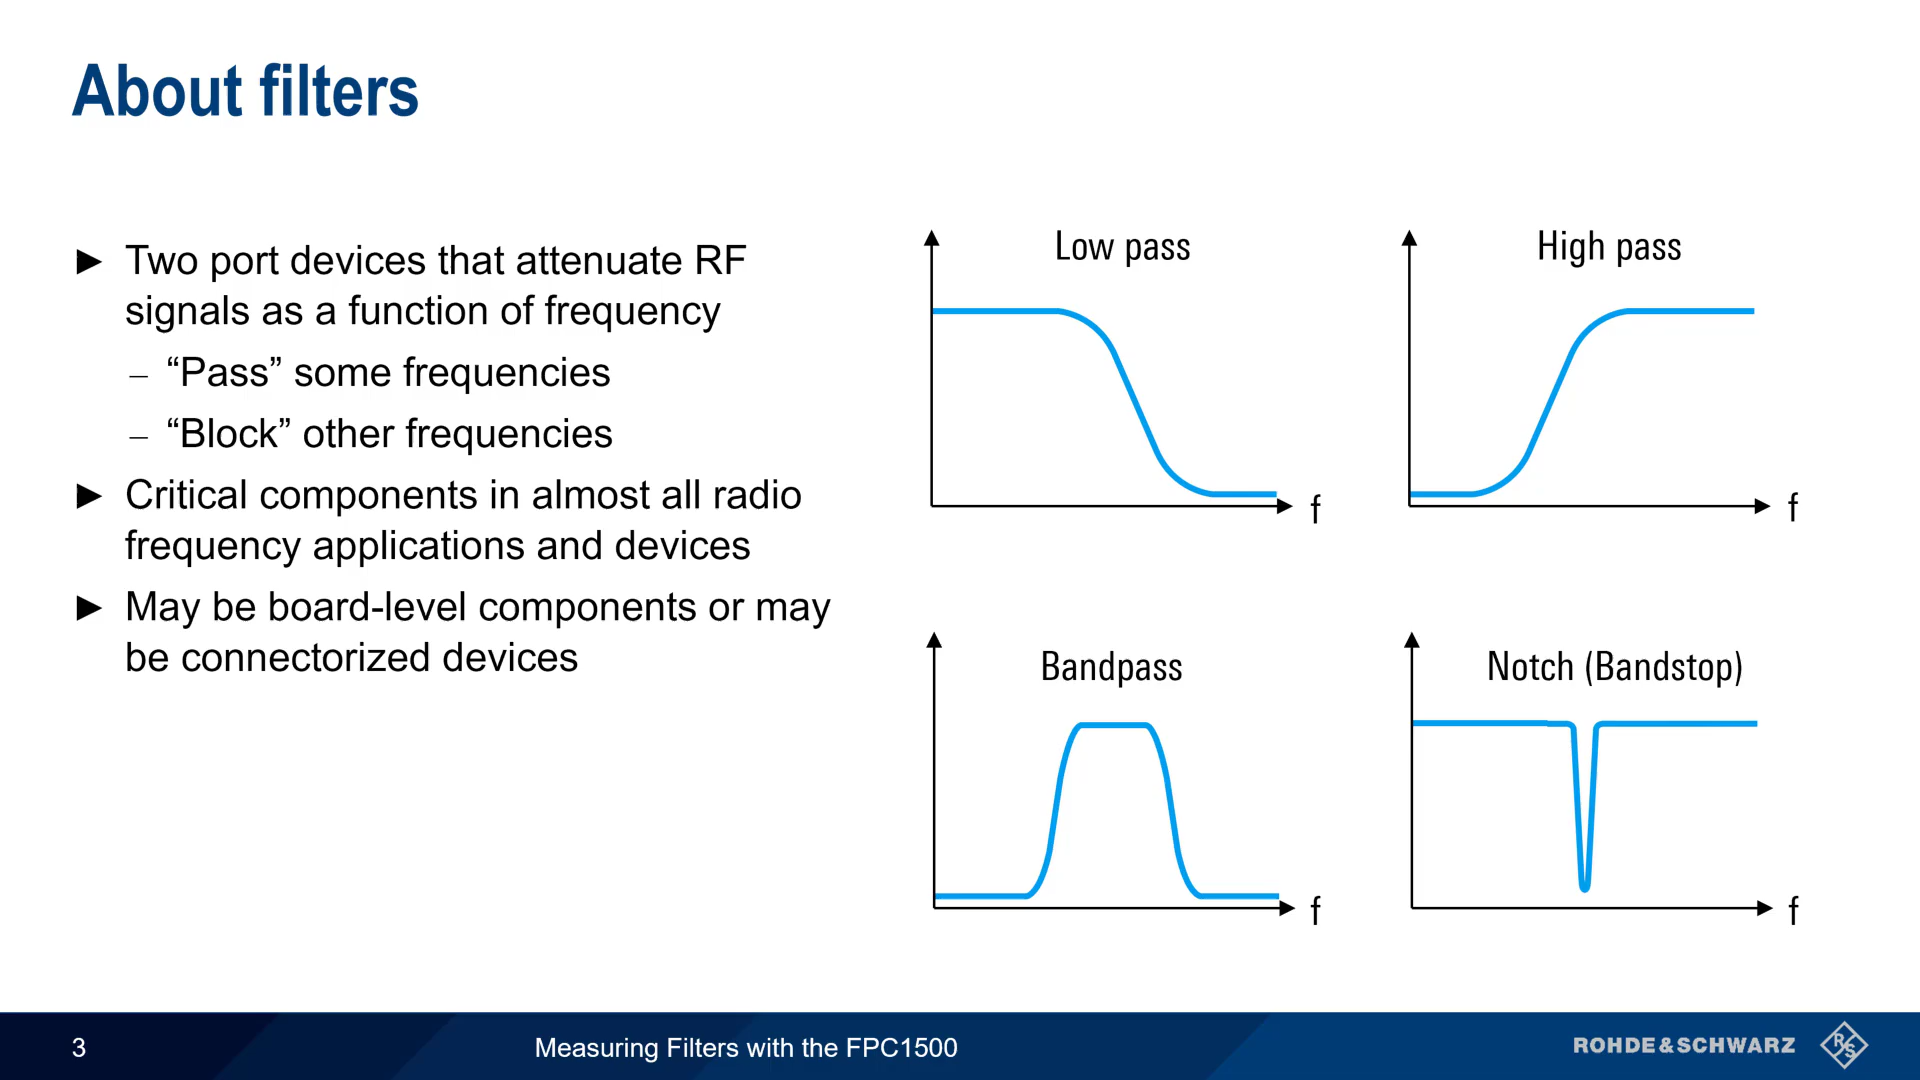 About filters
► Two port devices that attenuate RF
signals as a function of frequency
– “Pass” some frequencies
– “Block” other frequencies
► Critical components in almost all radio
frequency applications and devices
► May be board-level components or may
be connectorized devices
Low pass
f
High pass
f
Bandpass
f
Notch (Bandstop)
f
3
Measuring Filters with the FPC1500
ROHDE&SCHWARZ
R&S